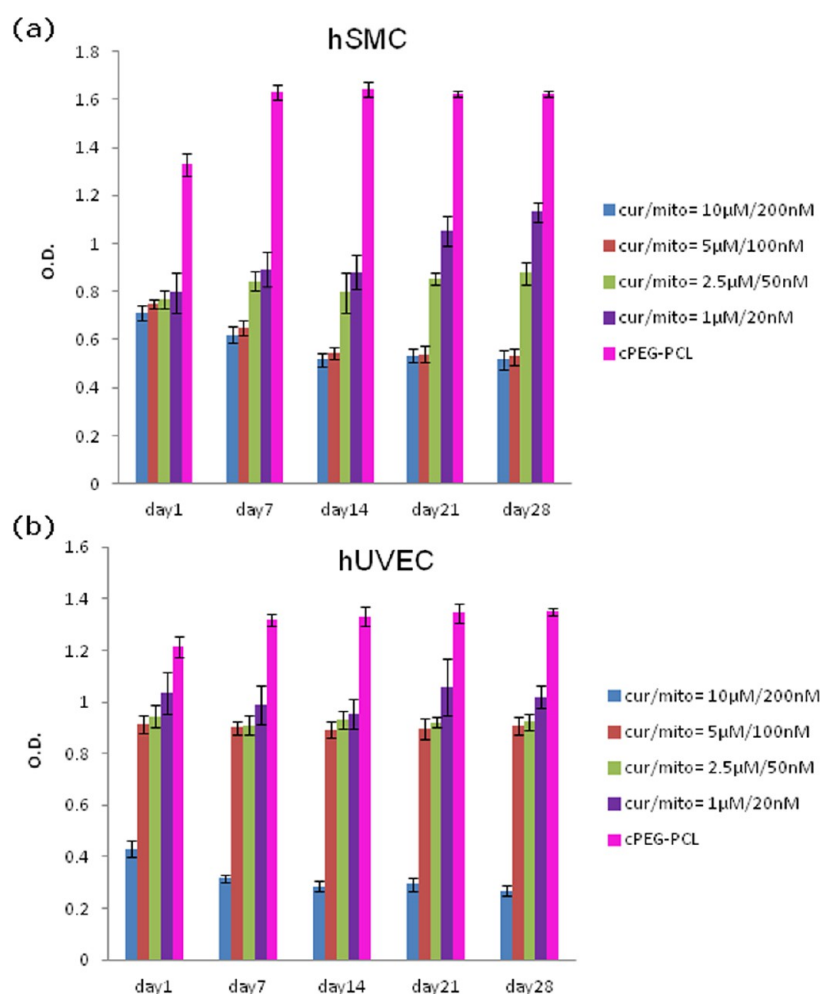 (a)
hSMC
1.8
1.6
1.4
1.2
1
0.8
0.6
0.4
0.2
0
O.D.
day1 day7 day14 day21 day28
cur/mito= 10µM/200nM
cur/mito= 5µM/100nM
cur/mito= 2.5µM/50nM
cur/mito= 1µM/20nM
cPEG-PCL
(b)
hUVEC
1.6
1.4
1.2
1
0.8
0.6
0.4
0.2
0
O.D.
day1 day7 day14 day21 day28
cur/mito= 10µM/200nM
cur/mito= 5µM/100nM
cur/mito= 2.5µM/50nM
cur/mito= 1µM/20nM
cPEG-PCL